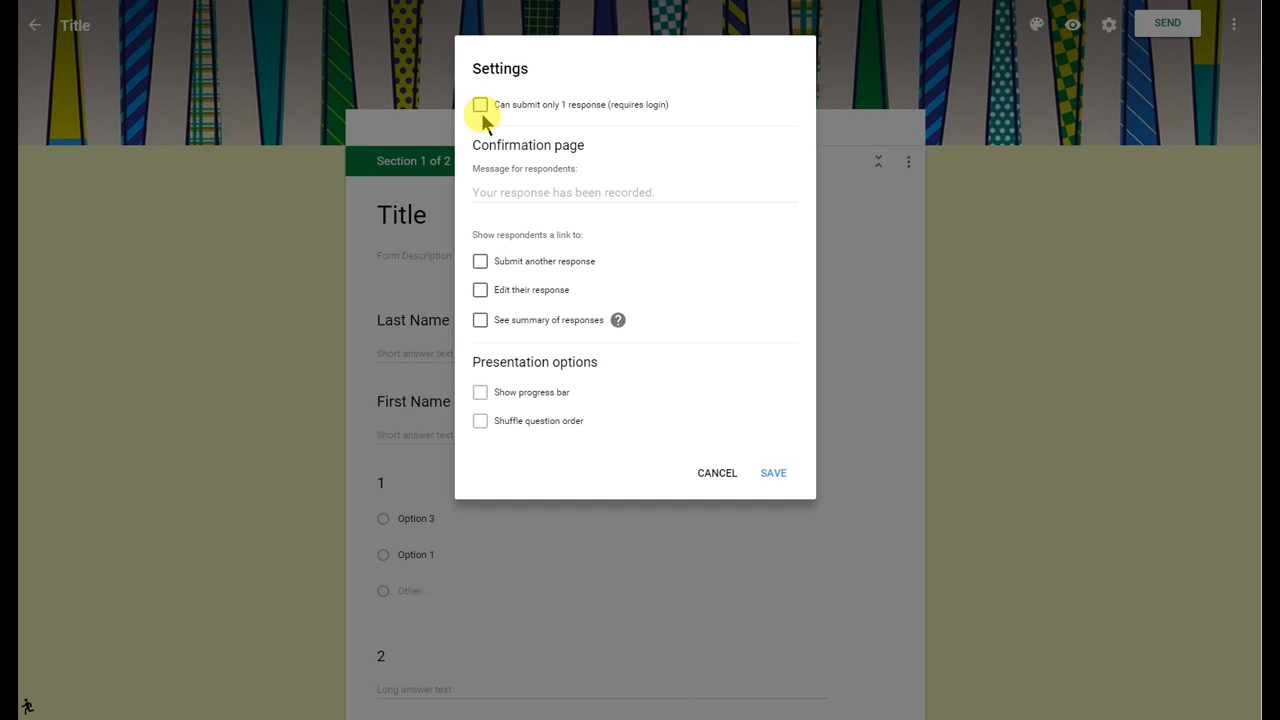 Title
SEND
Settings
Can submit only 1 response (requires login)
Confirmation page
Section 1 of 2
Message for respondents:
Your response has been recorded.
Title
Show respondents a link to:
Form Description
Submit another response
Edit their response
Last Name
See summary of responses
Short answer text
Presentation options
Show progress bar
First Name
Shuffle question order
Short answer text
CANCEL
SAVE
1
Option 3
Option 1
Other...
2
Long answer text